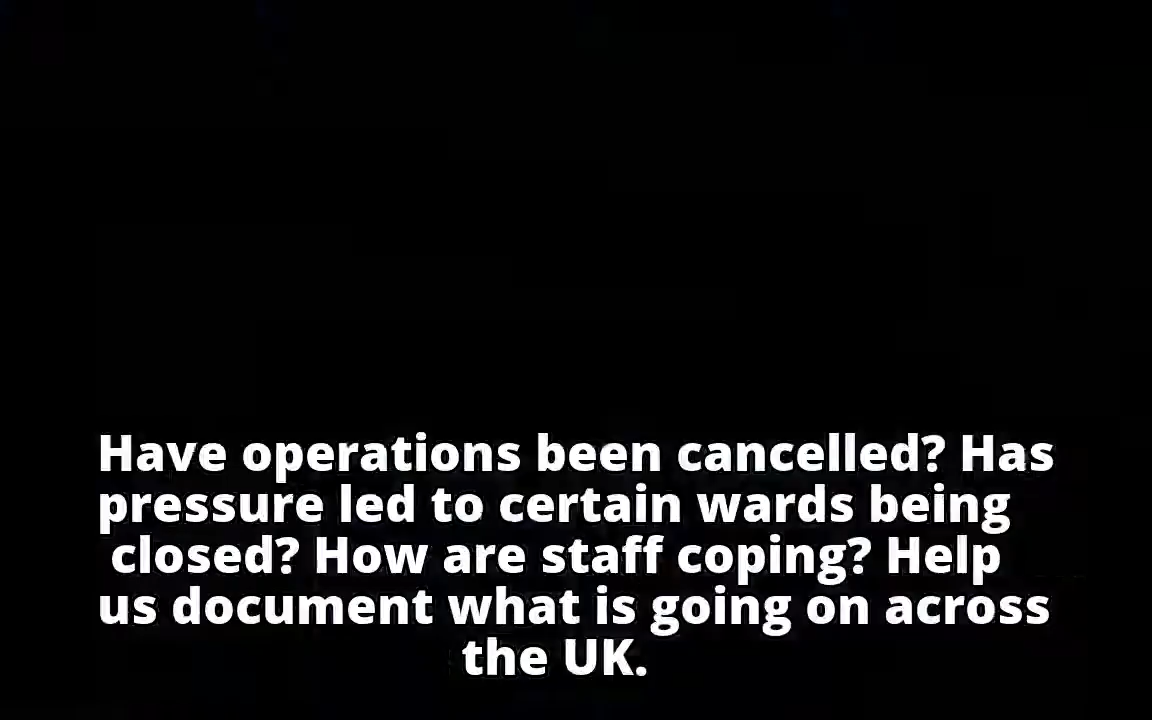 Have operations been cancelled? Has
pressure led to certain wards being
closed? How are staff coping? Help
us document what is going on across
the UK.